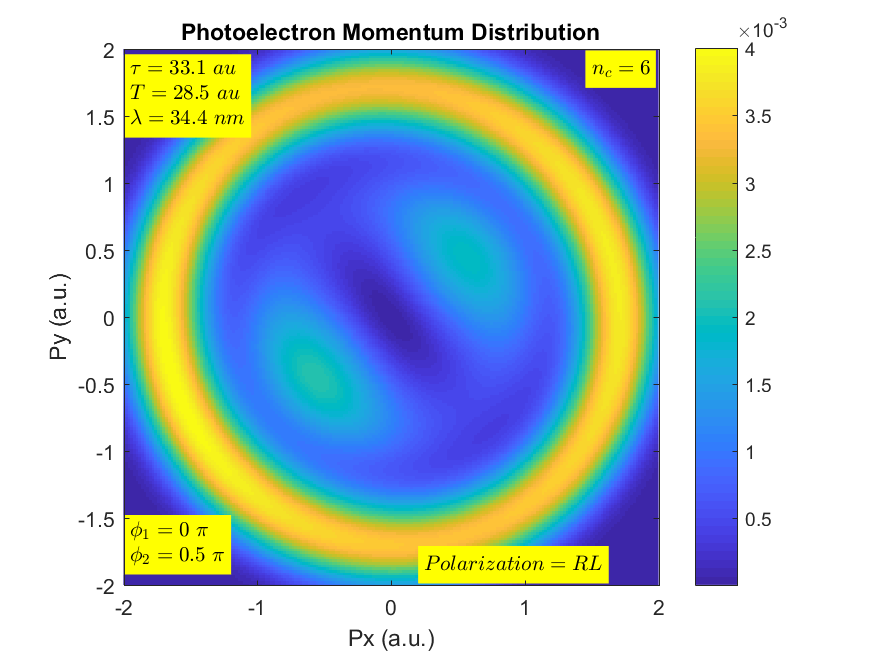 Photoelectron Momentum Distribution
×10⁻³
τ = 33.1 au
T = 28.5 au
λ = 34.4 nm
n_c = 6
2
1.5
1
0.5
0
-0.5
-1
-1.5
-2
Py (a.u.)
4
3.5
3
2.5
2
1.5
1
0.5
ϕ₁ = 0 π
ϕ₂ = 0.5 π
Polarization = RL
-2 -1 0 1 2
Px (a.u.)